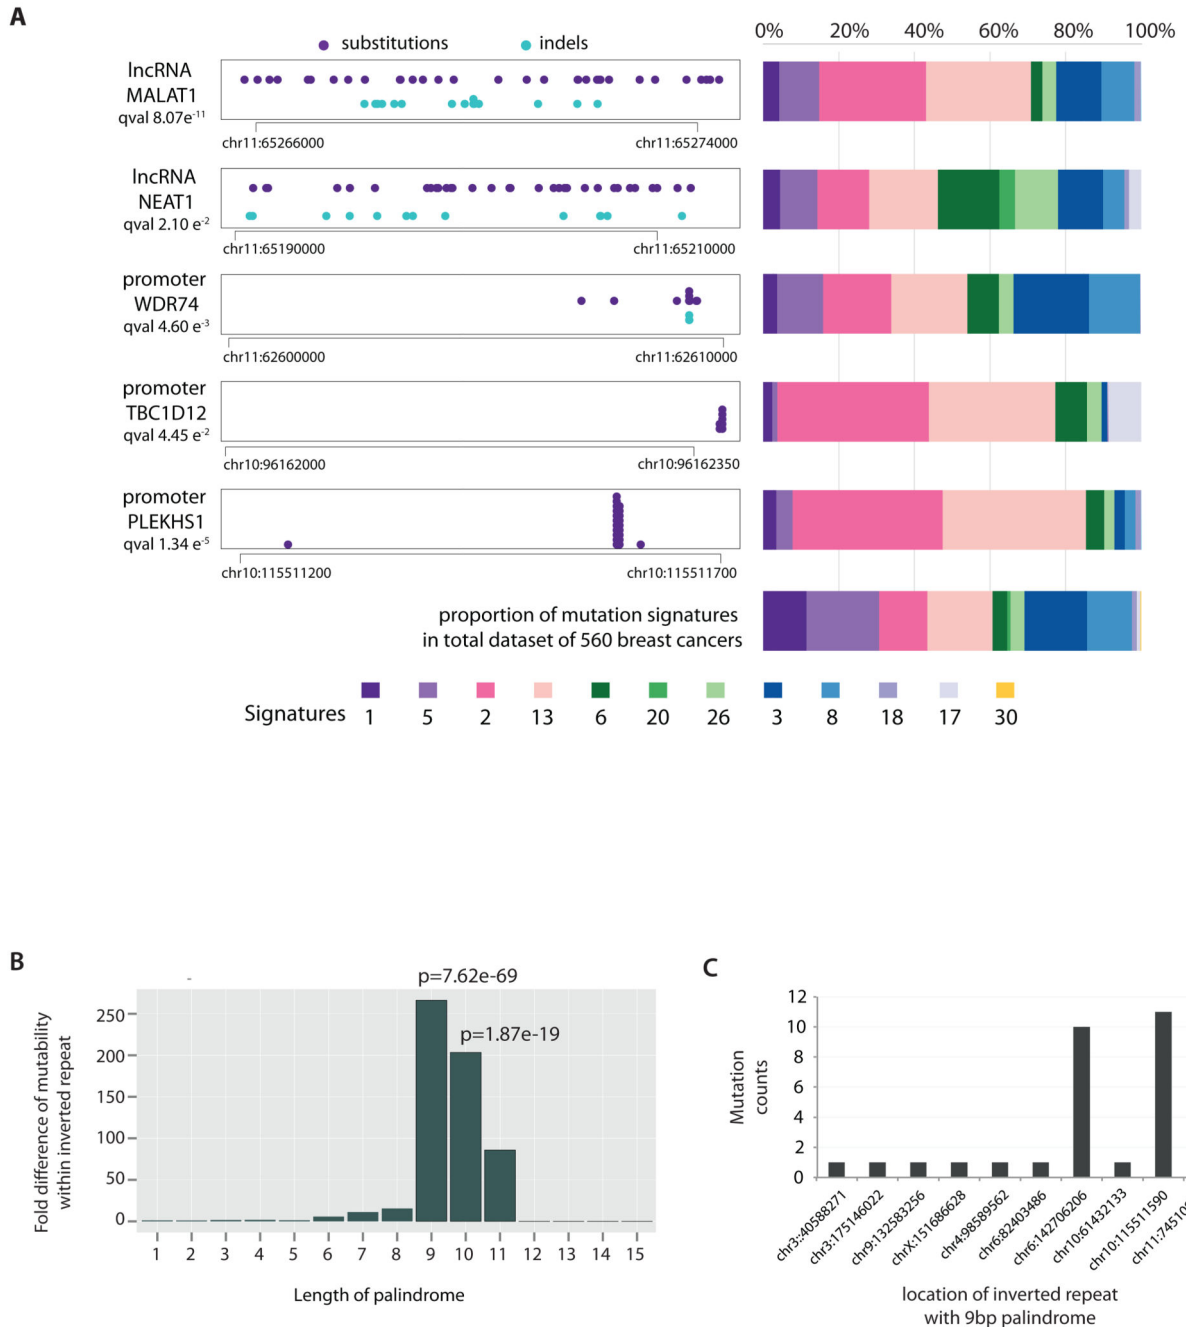 A
substitutions
indels
0% 20% 40% 60% 80% 100%
lncRNA
MALAT1
qval 8.07e-11
chr11:65266000 chr11:65274000
lncRNA
NEAT1
qval 2.10 e-2
chr11:65190000 chr11:65210000
promoter
WDR74
qval 4.60 e-3
chr11:62600000 chr11:62610000
promoter
TBC1D12
qval 4.45 e-2
chr10:96162000 chr10:96162350
promoter
PLEKHS1
qval 1.34 e-5
chr10:115511200 chr10:115511700
proportion of mutation signatures
in total dataset of 560 breast cancers
Signatures 1 5 2 13 6 20 26 3 8 18 17 30
B
p=7.62e-69
p=1.87e-19
Fold difference of mutability
within inverted repeat
250
200
150
100
50
0
1 2 3 4 5 6 7 8 9 10 11 12 13 14 15
Length of palindrome
C
Mutation
counts
12
10
8
6
4
2
0
chr3:40588271
chr3:175146022
chr9:132583256
chrX:151686628
chr4:98589562
chr6:82403486
chr6:142706206
chr10:61432133
chr10:115511590
location of inverted repeat
with 9bp palindrome